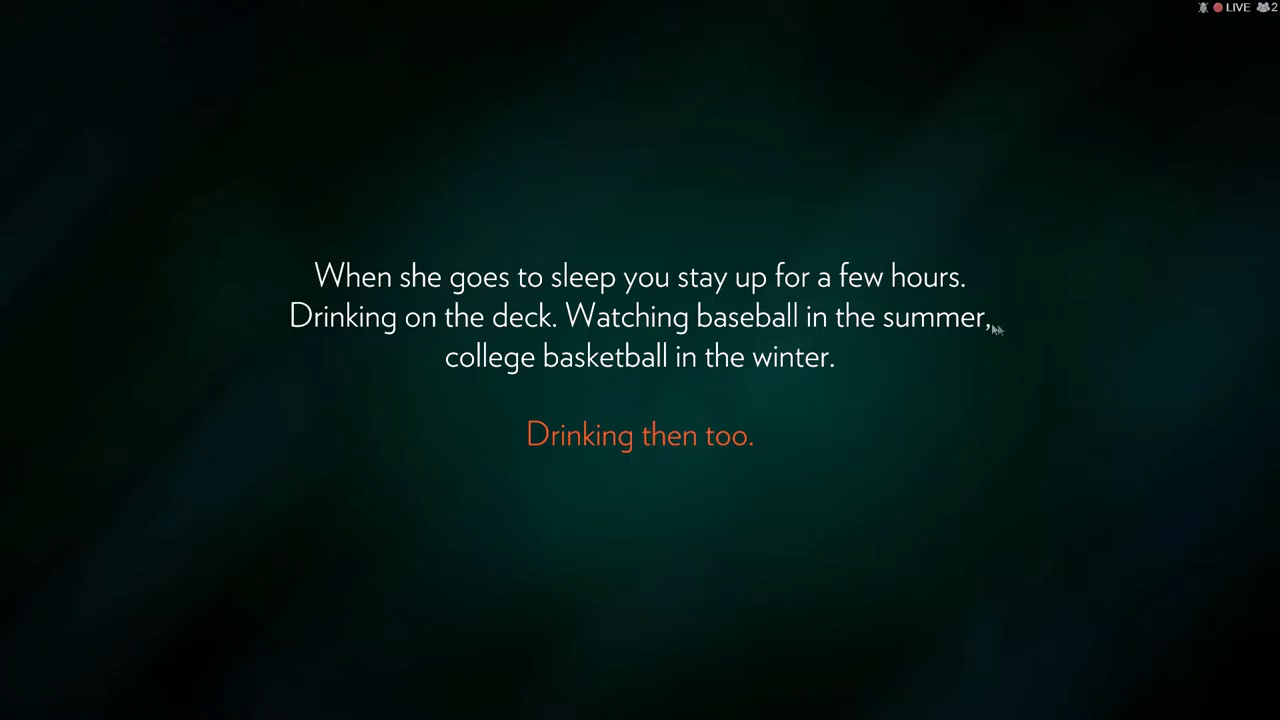 LIVE 2
When she goes to sleep you stay up for a few hours.
Drinking on the deck. Watching baseball in the summer,
college basketball in the winter.
Drinking then too.